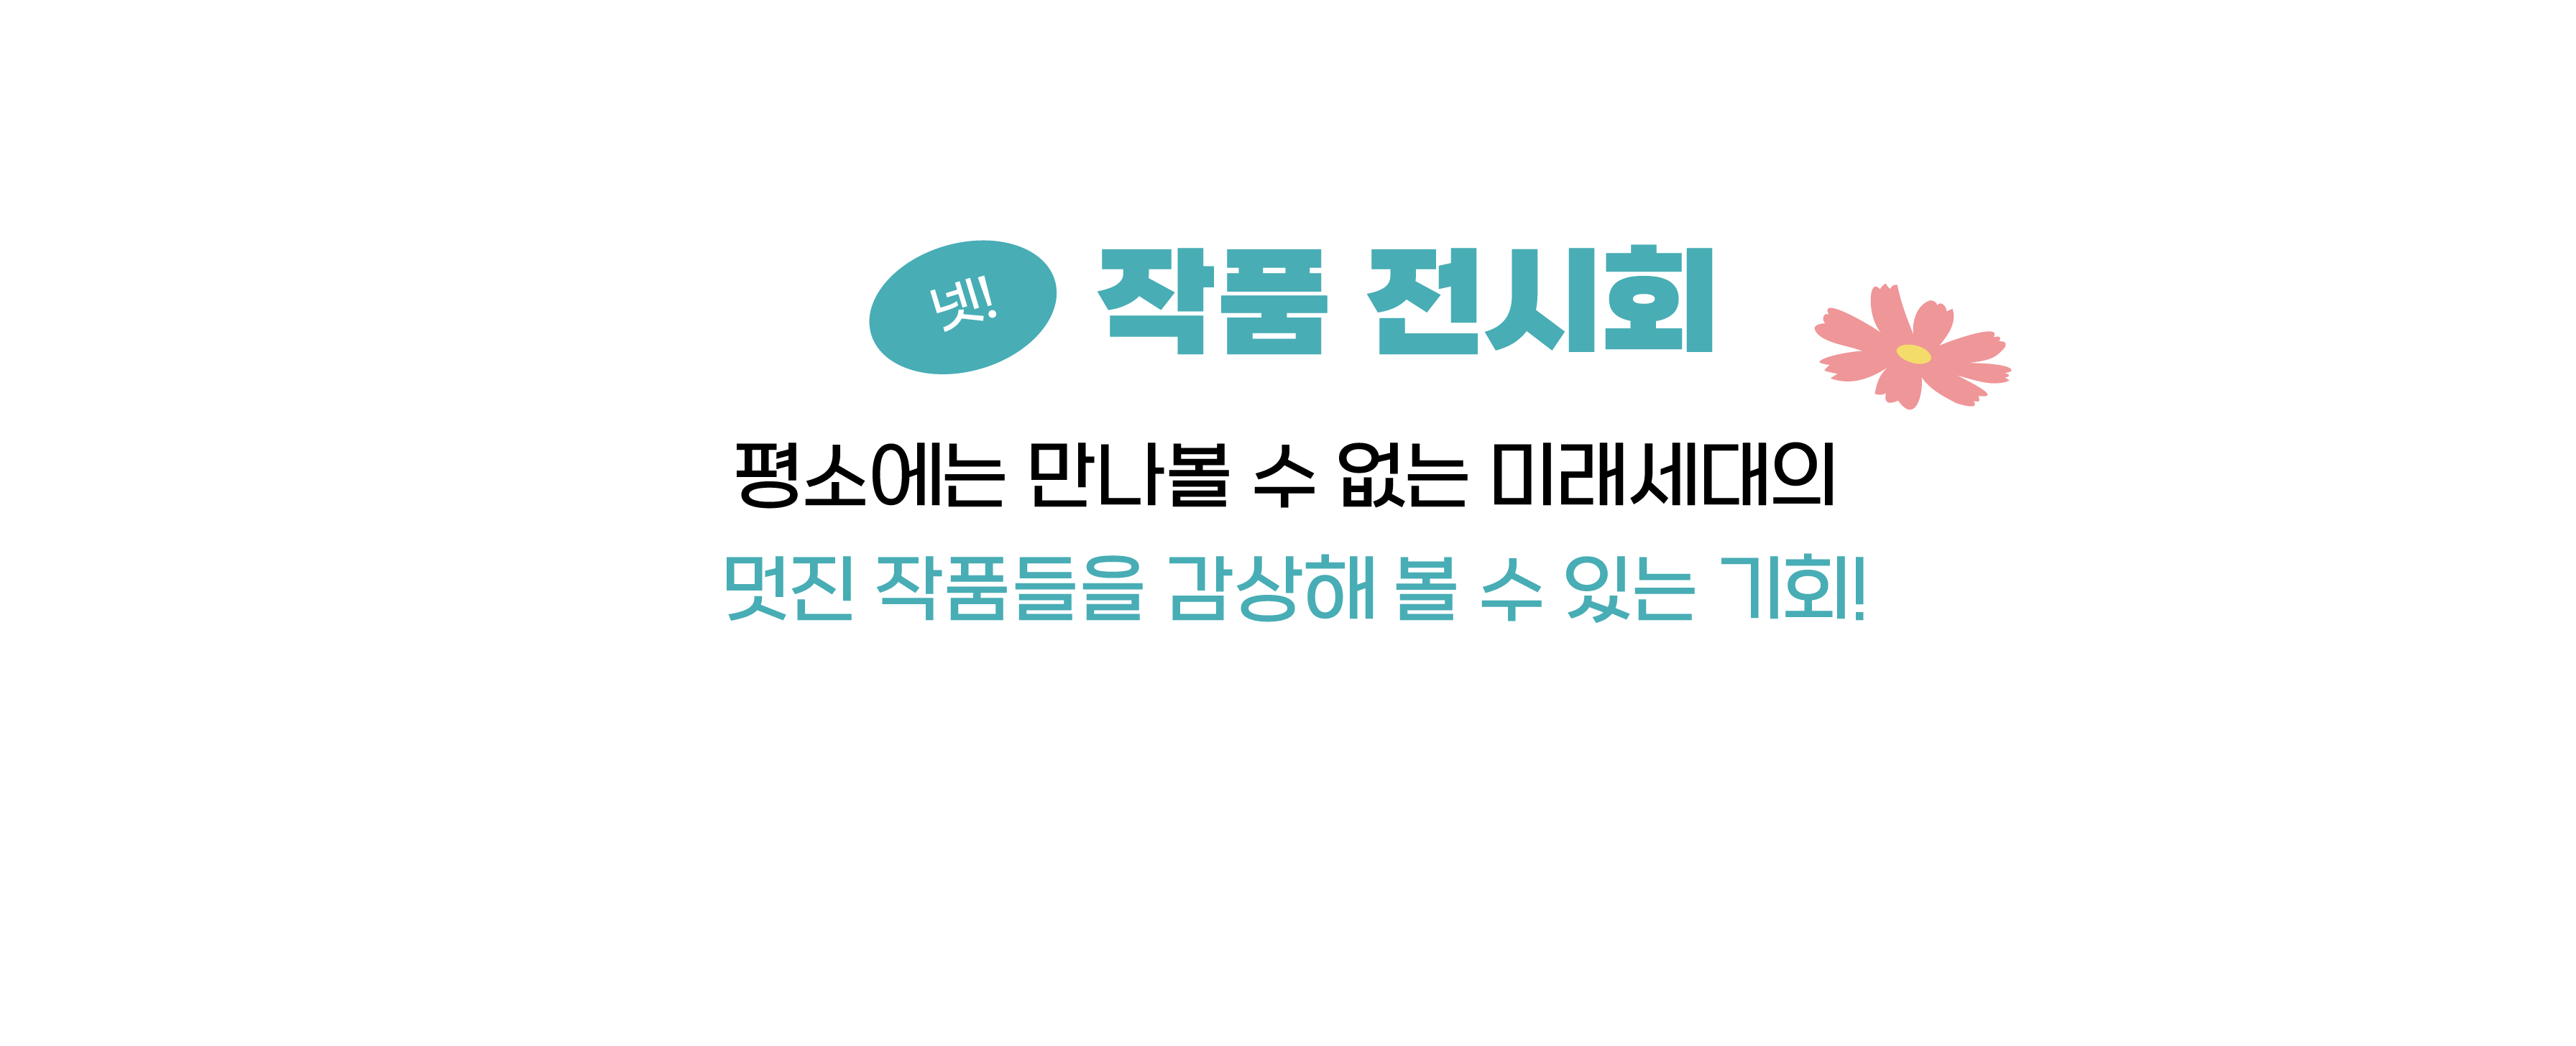 넷! 작품 전시회
평소에는 만나볼 수 없는 미래세대의
멋진 작품들을 감상해 볼 수 있는 기회!